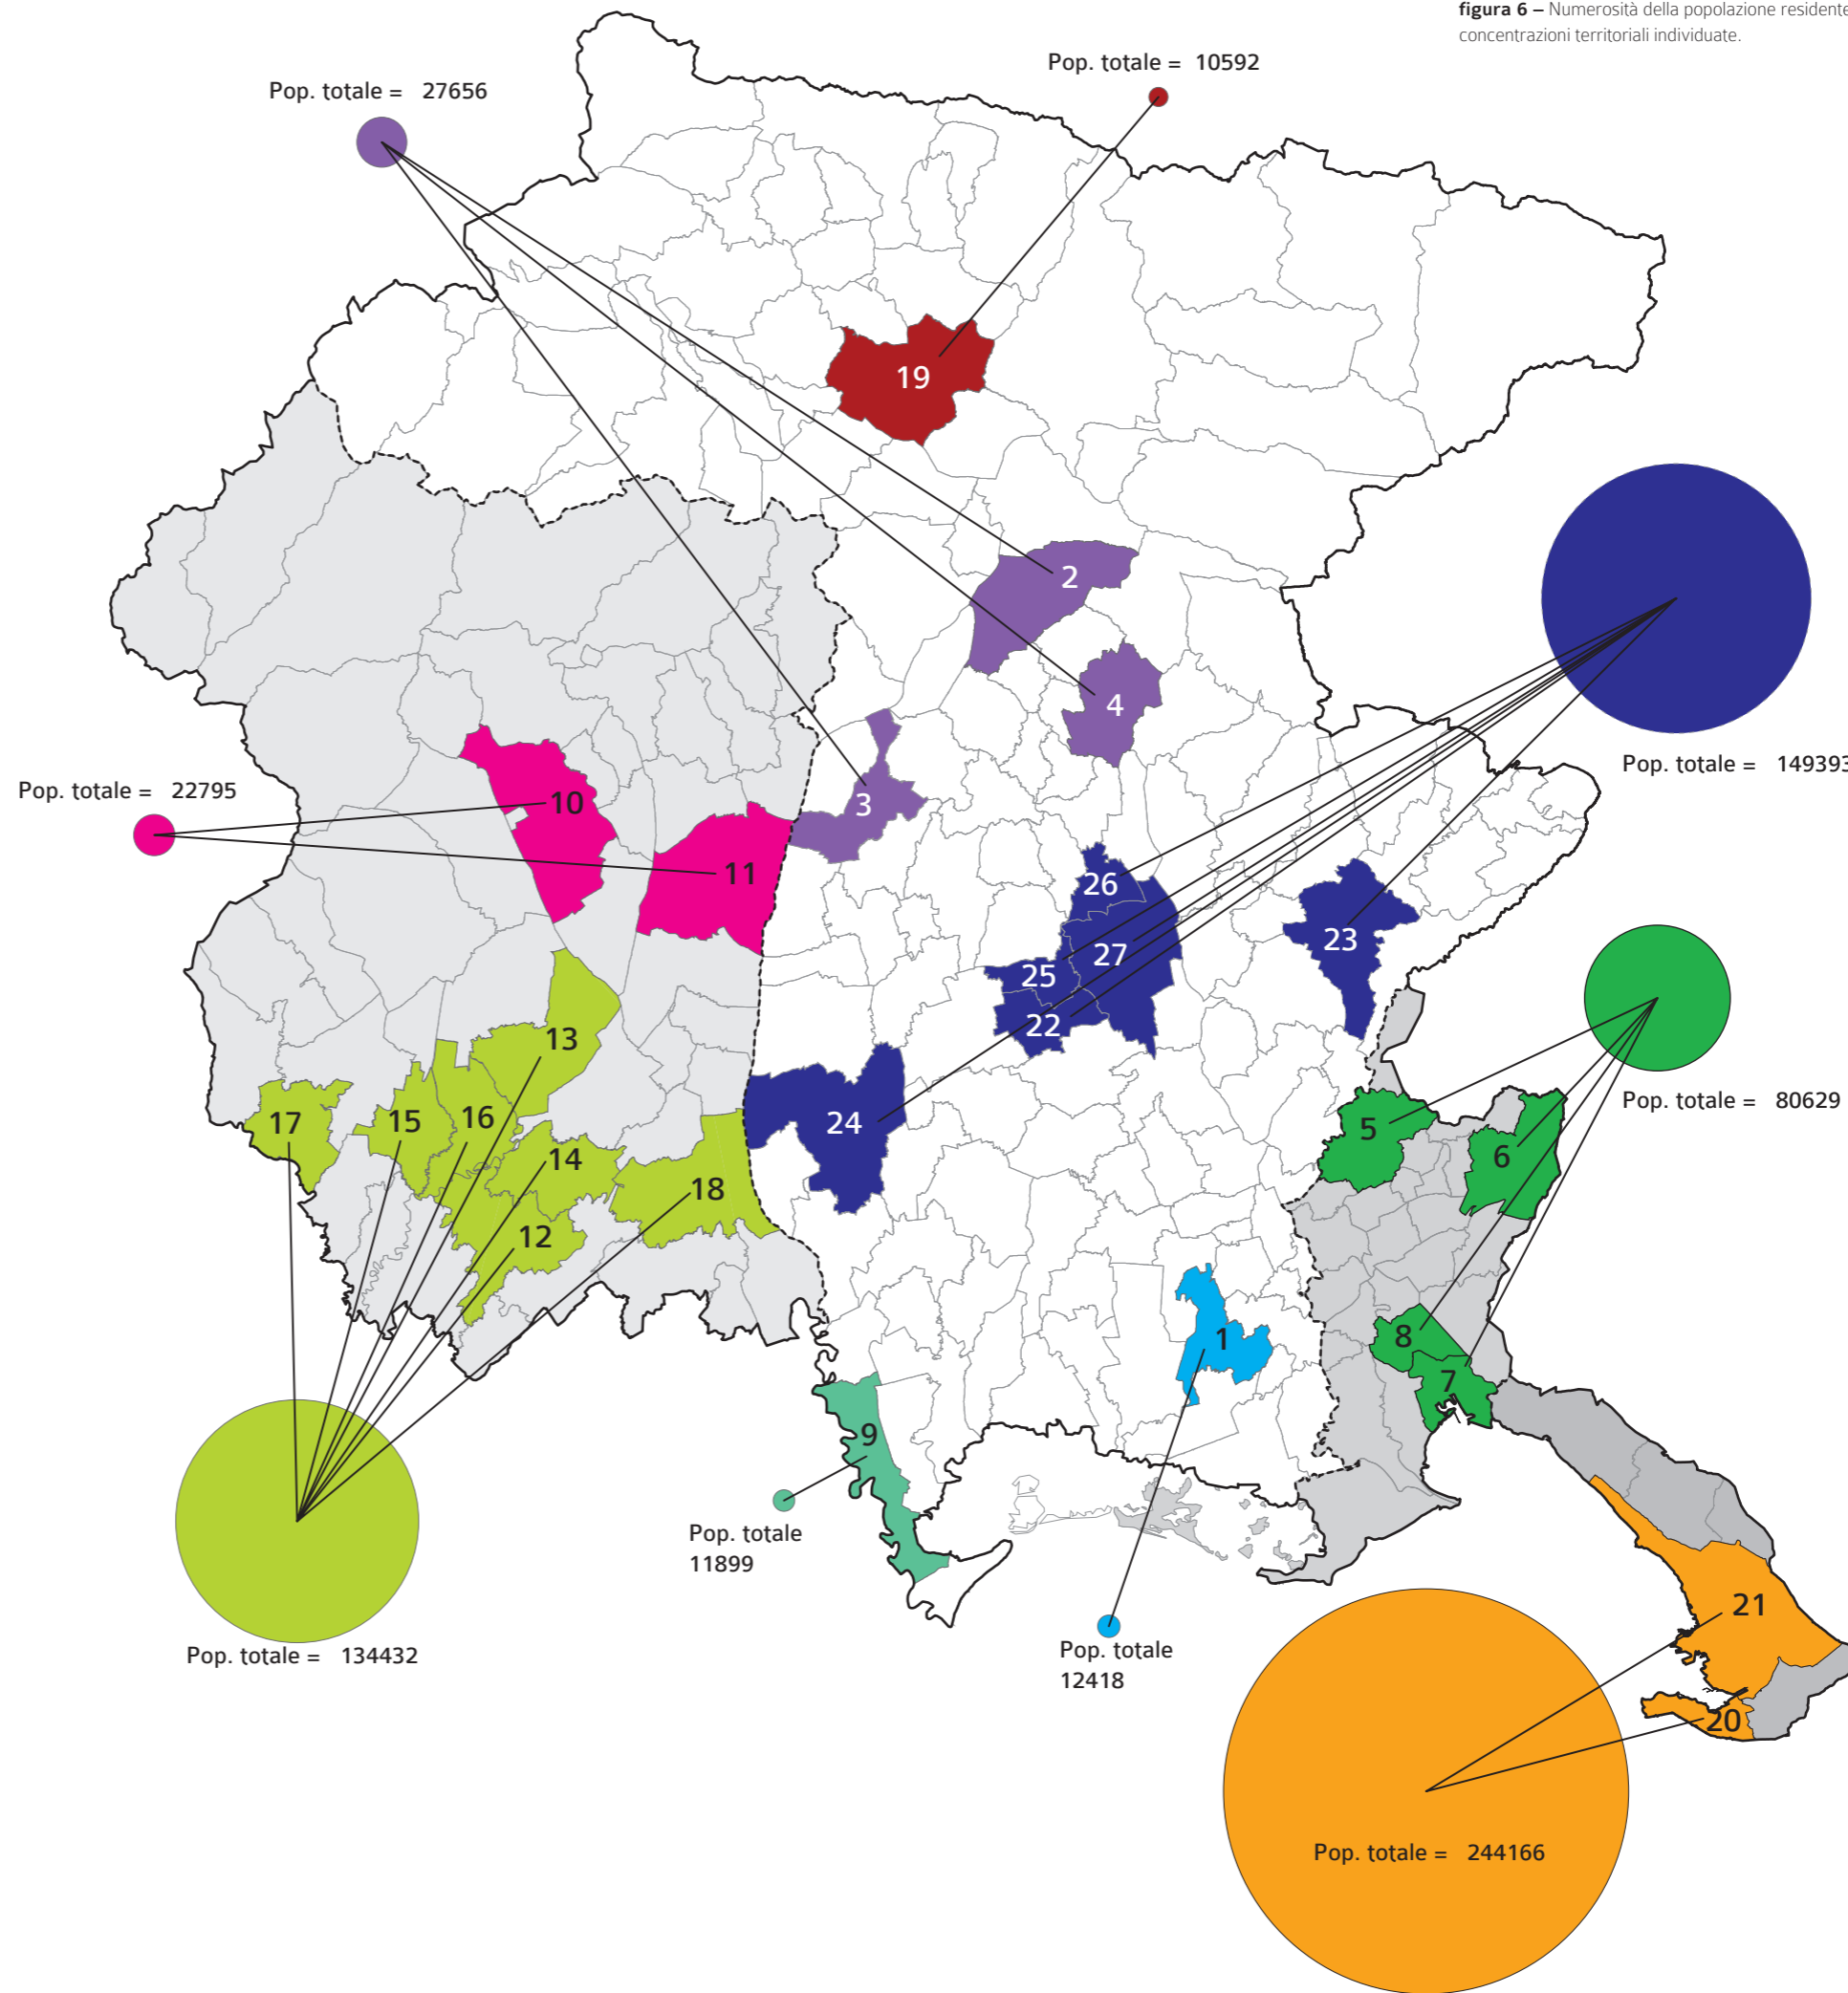 figura 6 – Numerosità della popolazione residente
concentrazioni territoriali individuate.
Pop. totale = 10592
Pop. totale = 27656
19
2
4
3
Pop. totale = 149393
Pop. totale = 22795
10
11
26
27
25
22
23
24
Pop. totale = 80629
5
6
8
7
13
17
15
16
14
18
12
1
9
Pop. totale
11899
Pop. totale
12418
Pop. totale = 134432
21
20
Pop. totale = 244166